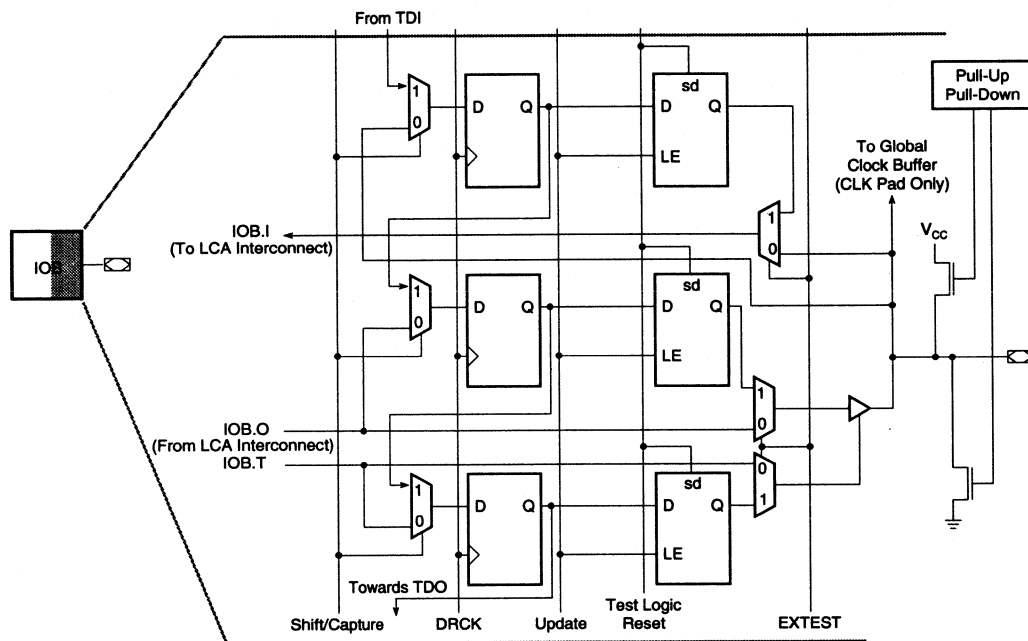 From TDI
1
0
D
Q
sd
D
Q
LE
Pull-Up
Pull-Down
To Global
Clock Buffer
(CLK Pad Only)
IOB
IOB.I
(To LCA Interconnect)
1
0
VCC
1
0
D
Q
sd
D
Q
LE
1
0
IOB.O
(From LCA Interconnect)
IOB.T
0
1
1
0
D
Q
sd
D
Q
LE
Towards TDO
Shift/Capture
DRCK
Update
Test Logic
Reset
EXTEST